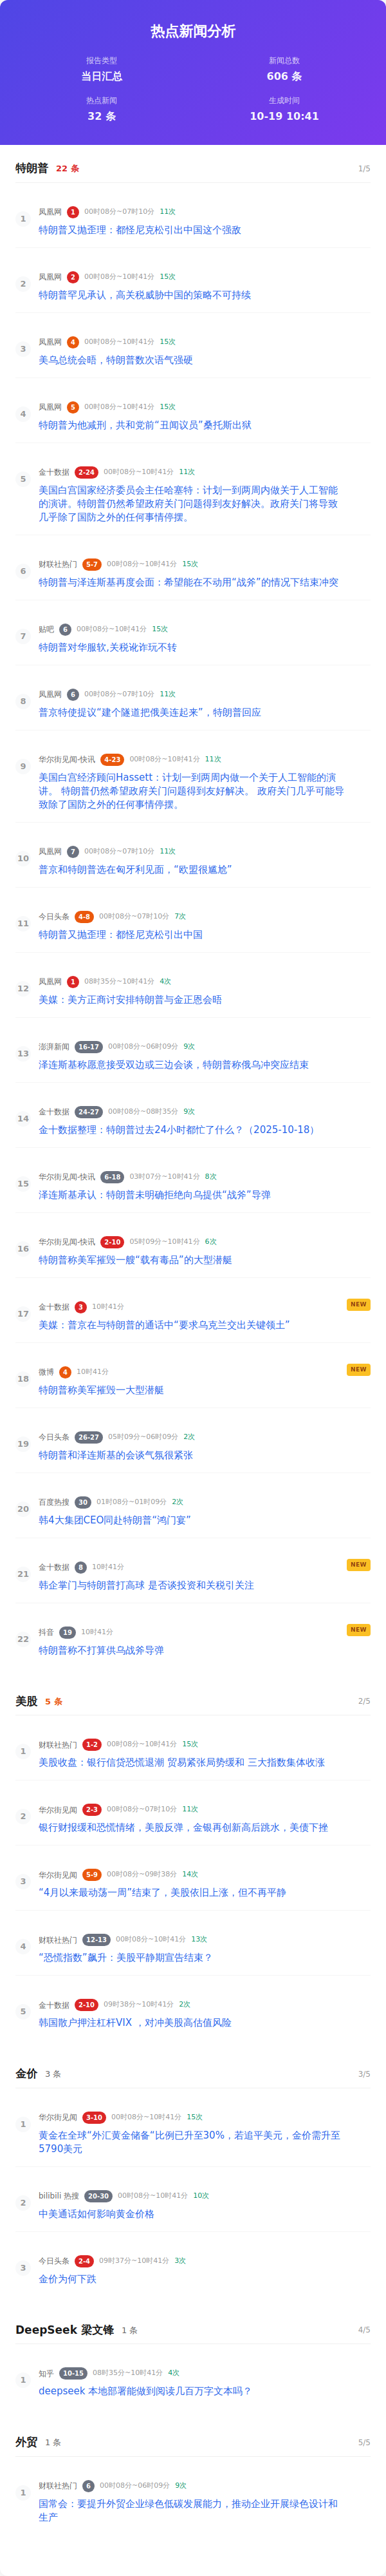 热点新闻分析
报告类型
新闻总数
当日汇总
606 条
热点新闻
生成时间
32 条
10-19 10:41
特朗普 22 条 1/5
1
凤凰网 1 00时08分~07时10分 11次
特朗普又抛歪理：都怪尼克松引出中国这个强敌
2
凤凰网 2 00时08分~10时41分 15次
特朗普罕见承认，高关税威胁中国的策略不可持续
3
凤凰网 4 00时08分~10时41分 15次
美乌总统会晤，特朗普数次语气强硬
4
凤凰网 5 00时08分~10时41分 15次
特朗普为他减刑，共和党前“丑闻议员”桑托斯出狱
5
金十数据 2-24 00时08分~10时41分 11次
美国白宫国家经济委员会主任哈塞特：计划一到两周内做关于人工智能
的演讲。特朗普仍然希望政府关门问题得到友好解决。政府关门将导致
几乎除了国防之外的任何事情停摆。
6
财联社热门 5-7 00时08分~10时41分 15次
特朗普与泽连斯基再度会面：希望能在不动用“战斧”的情况下结束冲突
7
贴吧 6 00时08分~10时41分 15次
特朗普对华服软,关税讹诈玩不转
8
凤凰网 6 00时08分~07时10分 11次
普京特使提议“建个隧道把俄美连起来”，特朗普回应
9
华尔街见闻-快讯 4-23 00时08分~10时41分 11次
美国白宫经济顾问Hassett：计划一到两周内做一个关于人工智能的演
讲。 特朗普仍然希望政府关门问题得到友好解决。 政府关门几乎可能导
致除了国防之外的任何事情停摆。
10
凤凰网 7 00时08分~07时10分 11次
普京和特朗普选在匈牙利见面，“欧盟很尴尬”
11
今日头条 4-8 00时08分~07时10分 7次
特朗普又抛歪理：都怪尼克松引出中国
12
凤凰网 1 08时35分~10时41分 4次
美媒：美方正商讨安排特朗普与金正恩会晤
13
澎湃新闻 16-17 00时08分~06时09分 9次
泽连斯基称愿意接受双边或三边会谈，特朗普称俄乌冲突应结束
14
金十数据 24-27 00时08分~08时35分 9次
金十数据整理：特朗普过去24小时都忙了什么？（2025-10-18）
15
华尔街见闻-快讯 6-18 03时07分~10时41分 8次
泽连斯基承认：特朗普未明确拒绝向乌提供“战斧”导弹
16
华尔街见闻-快讯 2-10 05时09分~10时41分 6次
特朗普称美军摧毁一艘“载有毒品”的大型潜艇
17
金十数据 3 10时41分 NEW
美媒：普京在与特朗普的通话中“要求乌克兰交出关键领土”
18
微博 4 10时41分 NEW
特朗普称美军摧毁一大型潜艇
19
今日头条 26-27 05时09分~06时09分 2次
特朗普和泽连斯基的会谈气氛很紧张
20
百度热搜 30 01时08分~01时09分 2次
韩4大集团CEO同赴特朗普“鸿门宴”
21
金十数据 8 10时41分 NEW
韩企掌门与特朗普打高球 是否谈投资和关税引关注
22
抖音 19 10时41分 NEW
特朗普称不打算供乌战斧导弹
美股 5 条 2/5
1
财联社热门 1-2 00时08分~10时41分 15次
美股收盘：银行信贷恐慌退潮 贸易紧张局势缓和 三大指数集体收涨
2
华尔街见闻 2-3 00时08分~07时10分 11次
银行财报缓和恐慌情绪，美股反弹，金银再创新高后跳水，美债下挫
3
华尔街见闻 5-9 00时08分~09时38分 14次
“4月以来最动荡一周”结束了，美股依旧上涨，但不再平静
4
财联社热门 12-13 00时08分~10时41分 13次
“恐慌指数”飙升：美股平静期宣告结束？
5
金十数据 2-10 09时38分~10时41分 2次
韩国散户押注杠杆VIX ，对冲美股高估值风险
金价 3 条 3/5
1
华尔街见闻 3-10 00时08分~10时41分 15次
黄金在全球“外汇黄金储备”比例已升至30%，若追平美元，金价需升至
5790美元
2
bilibili 热搜 20-30 00时08分~10时41分 10次
中美通话如何影响黄金价格
3
今日头条 2-4 09时37分~10时41分 3次
金价为何下跌
DeepSeek 梁文锋 1 条 4/5
1
知乎 10-15 08时35分~10时41分 4次
deepseek 本地部署能做到阅读几百万字文本吗？
外贸 1 条 5/5
1
财联社热门 6 00时08分~06时09分 9次
国常会：要提升外贸企业绿色低碳发展能力，推动企业开展绿色设计和
生产